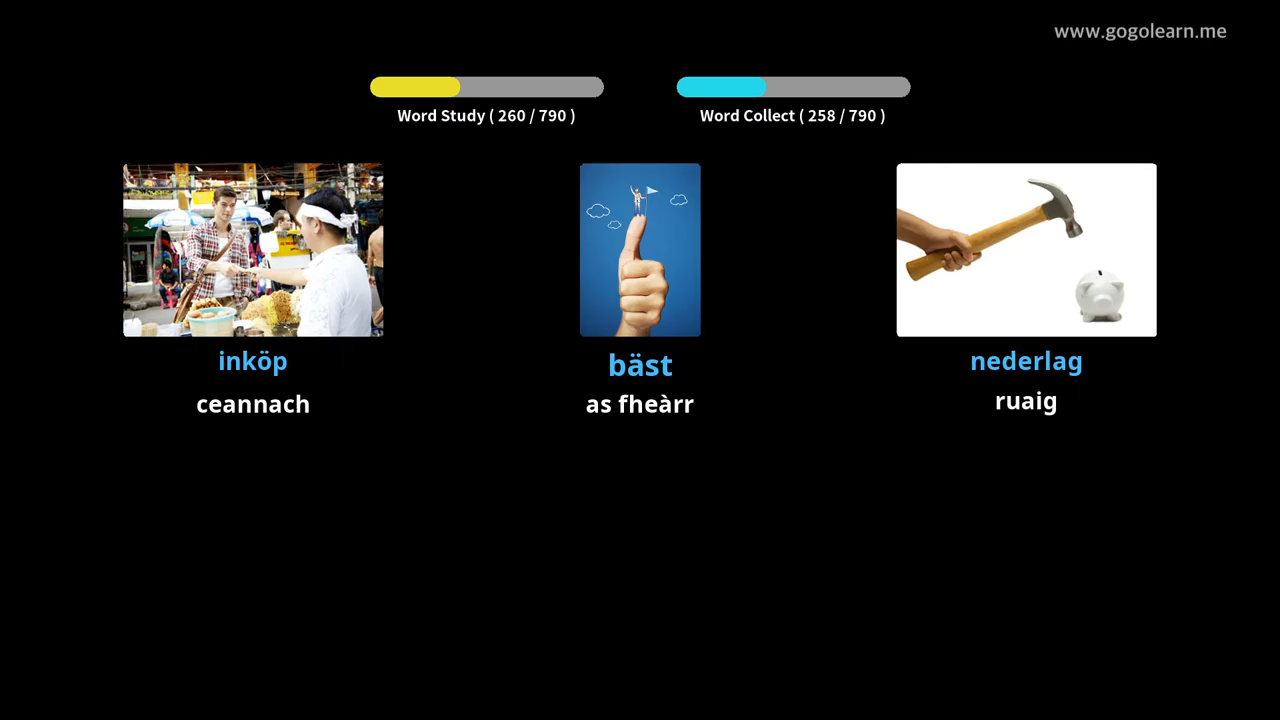 www.gogolearn.me
Word Study ( 260 / 790 )
Word Collect ( 258 / 790 )
inköp
bäst
nederlag
ceannach
as fheàrr
ruaig